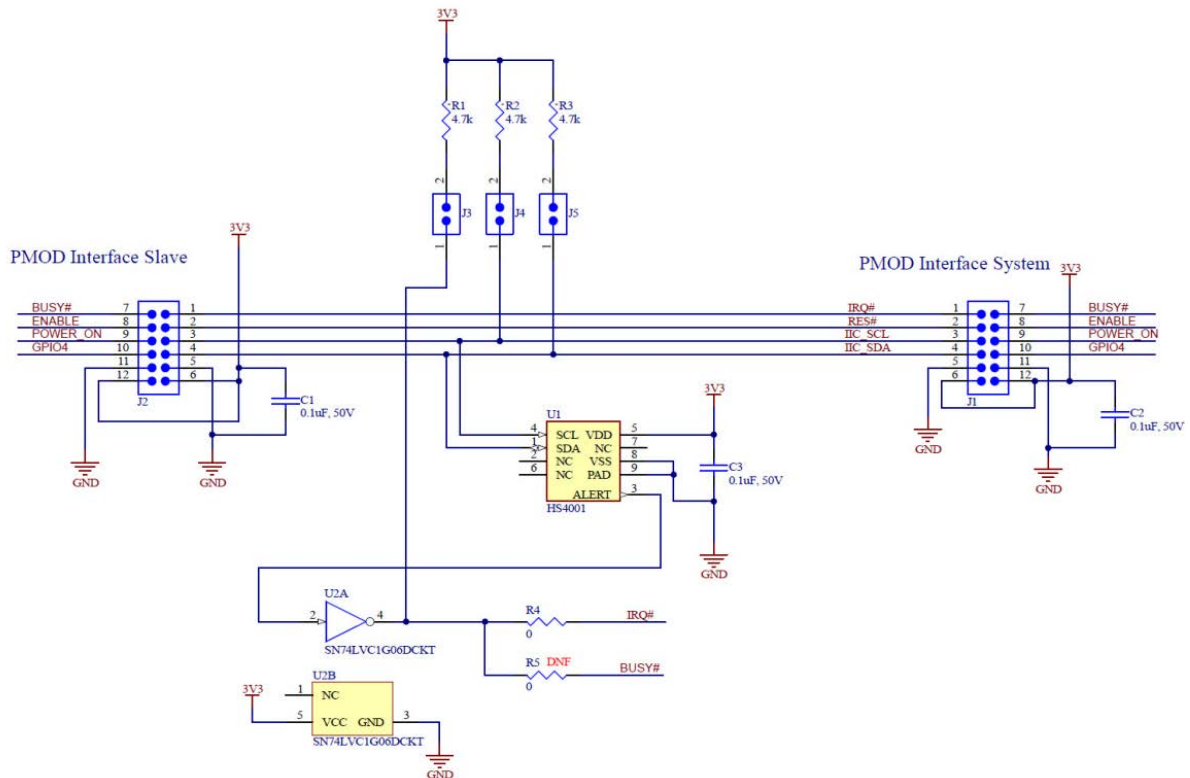 3V3
R1
4.7k
R2
4.7k
R3
4.7k
2
2
2
J3
J4
J5
1
1
1
3V3
PMOD Interface Slave
PMOD Interface System
3V3
BUSY# 7 1 IRQ# 1 7 BUSY#
ENABLE 8 2 RES# 2 8 ENABLE
POWER_ON 9 3 IIC_SCL 3 9 POWER_ON
GPIO4 10 4 IIC_SDA 4 10 GPIO4
11 5 5 11
12 6 6 12
J2
J1
C1
0.1uF, 50V
C2
0.1uF, 50V
3V3
U1
4 SCL VDD 5
1 SDA NC 7
2 NC VSS 8
6 NC PAD 9
ALERT 3
HS4001
C3
0.1uF, 50V
GND
GND
GND
GND
GND
U2A
2 4
SN74LVC1G06DCKT
R4
0
IRQ#
R5 DNF
0
BUSY#
U2B
3V3
1 NC
5 VCC GND 3
SN74LVC1G06DCKT
GND